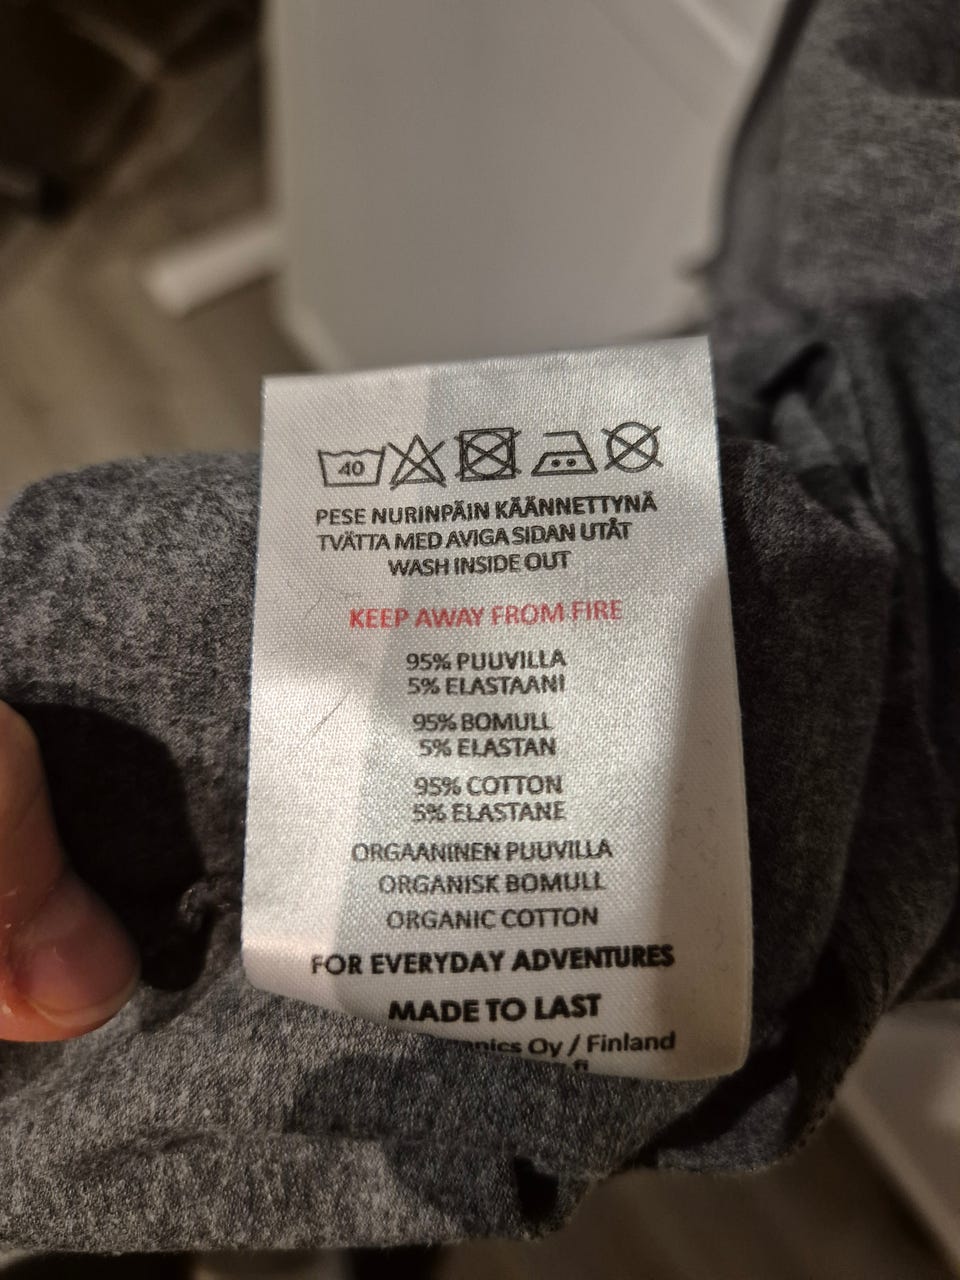 40
PESE NURINPÄIN KÄÄNNETTYNÄ
TVÄTTA MED AVIGA SIDAN UTÅT
WASH INSIDE OUT
KEEP AWAY FROM FIRE
95% PUUVILLA
5% ELASTAANI
95% BOMULL
5% ELASTAN
95% COTTON
5% ELASTANE
ORGAANINEN PUUVILLA
ORGANISK BOMULL
ORGANIC COTTON
FOR EVERYDAY ADVENTURES
MADE TO LAST
Oy / Finland